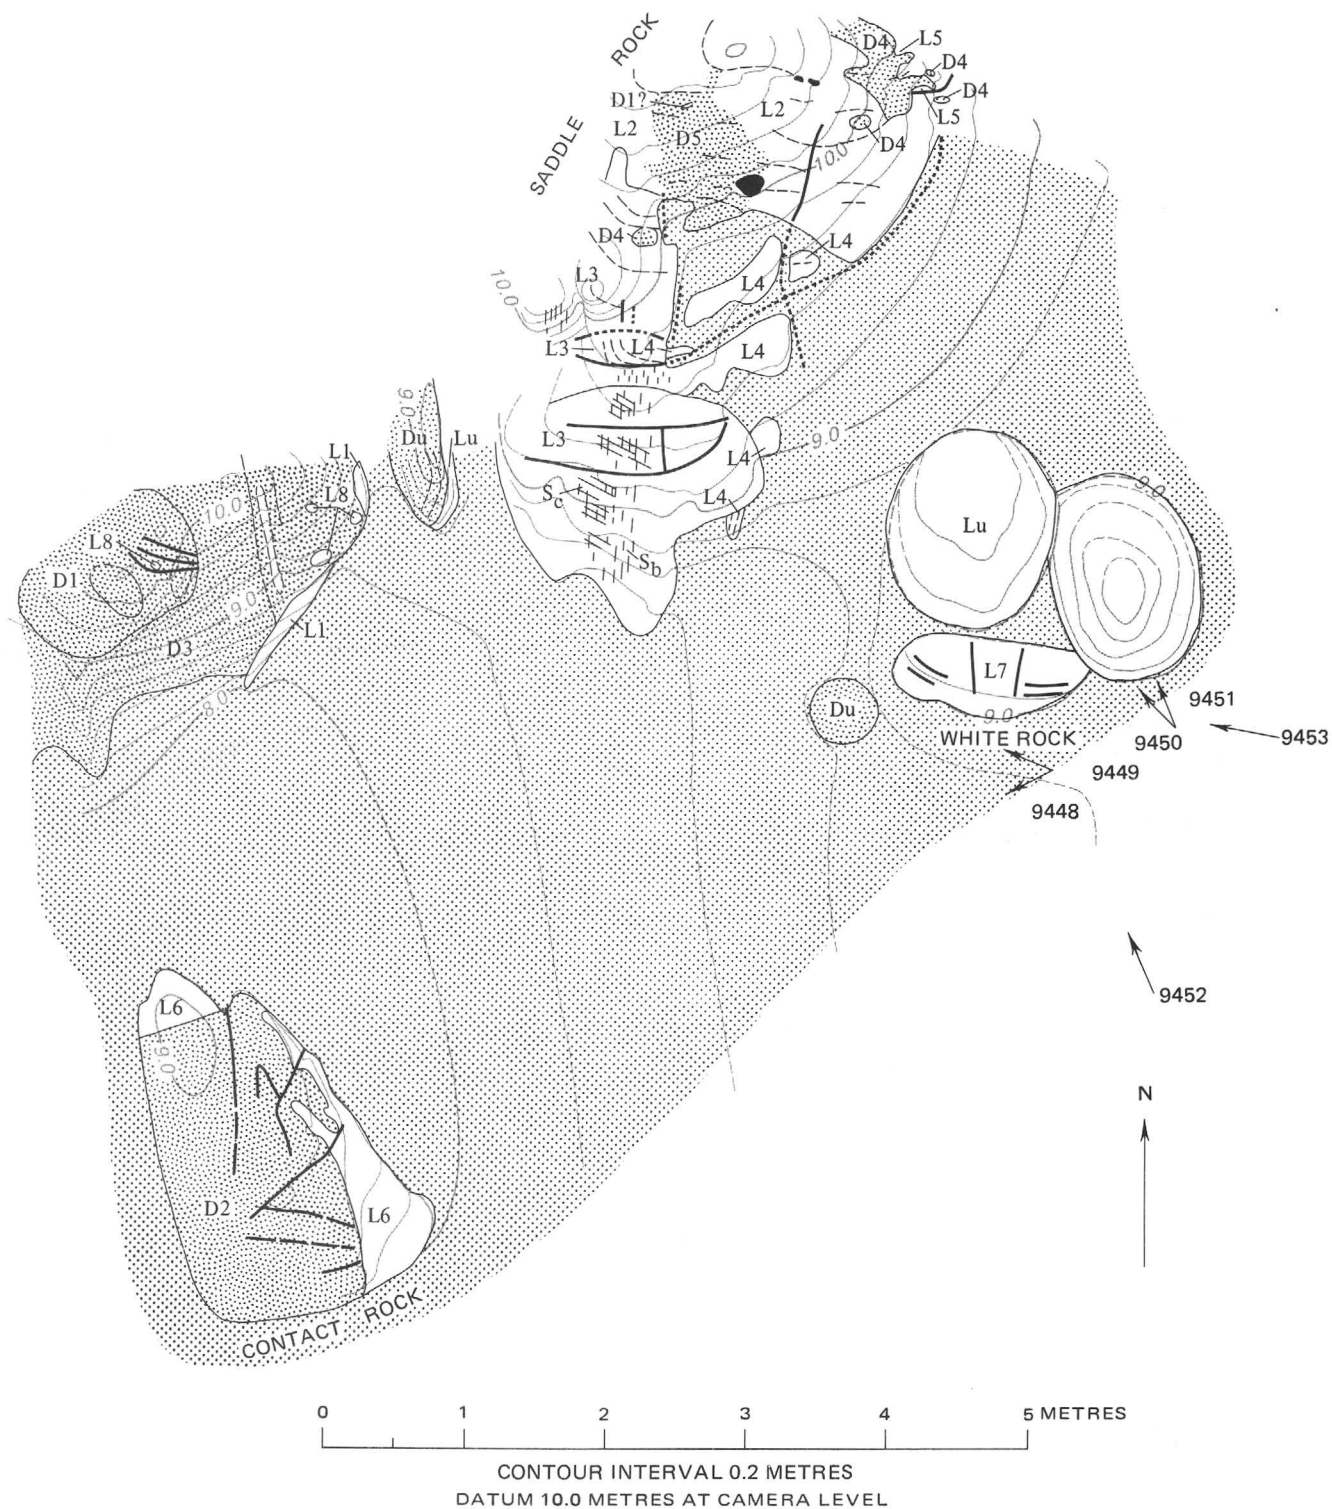 ROCK
SADDLE
D4
L5
D4
D4
L5
D1?
L2
L2
D5
D4
10.0
D4
L4
L3
L4
10.0
L3
L4
L4
9.0
Du
Lu
L3
9.0
L4
L1
L8
Sc
L4
9.0
10.0
Lu
L8
D1
Sb
9.0
L1
D3
L7
8.0
Du
9.0
9451
WHITE ROCK
9450
9453
9449
9448
9452
L6
9.0
N
D2
L6
CONTACT ROCK
0 1 2 3 4 5 METRES
CONTOUR INTERVAL 0.2 METRES
DATUM 10.0 METRES AT CAMERA LEVEL